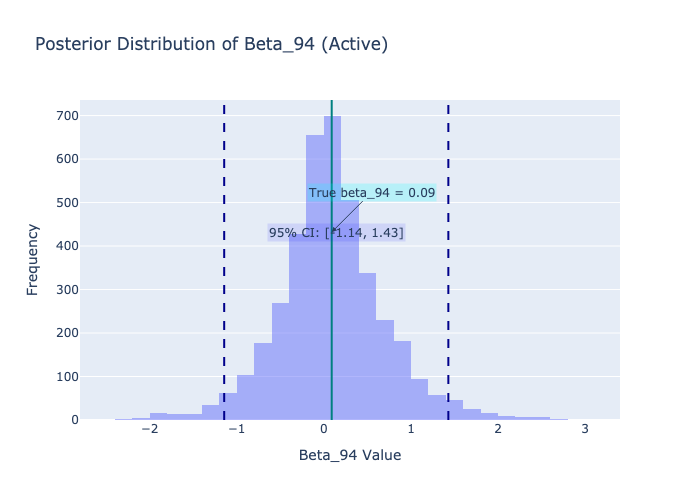 Posterior Distribution of Beta_94 (Active)
700
600
500
400
300
200
100
0
Frequency
True beta_94 = 0.09
95% CI: [-1.14, 1.43]
−2
−1
0
1
2
3
Beta_94 Value